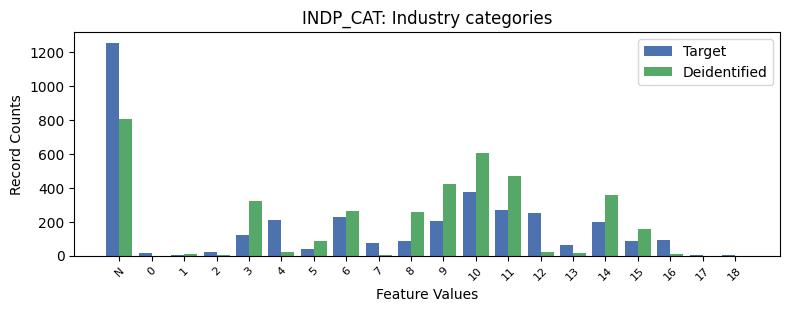 INDP_CAT: Industry categories
Target
Deidentified
Record Counts
1200
1000
800
600
400
200
0
N 0 1 2 3 4 5 6 7 8 9 10 11 12 13 14 15 16 17 18
Feature Values